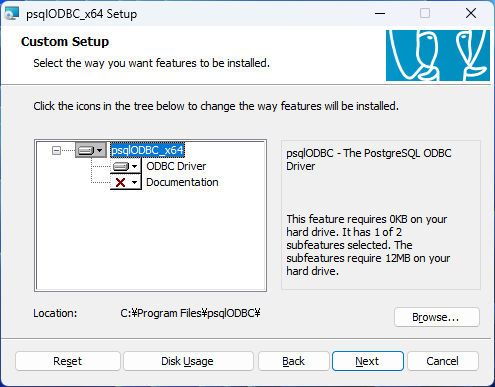 psqlODBC_x64 Setup
Custom Setup
Select the way you want features to be installed.
Click the icons in the tree below to change the way features will be installed.
psqlODBC_x64
ODBC Driver
Documentation
psqlODBC - The PostgreSQL ODBC
Driver
This feature requires 0KB on your
hard drive. It has 1 of 2
subfeatures selected. The
subfeatures require 12MB on your
hard drive.
Location:
C:¥Program Files¥psqlODBC¥
Browse...
Reset
Disk Usage
Back
Next
Cancel